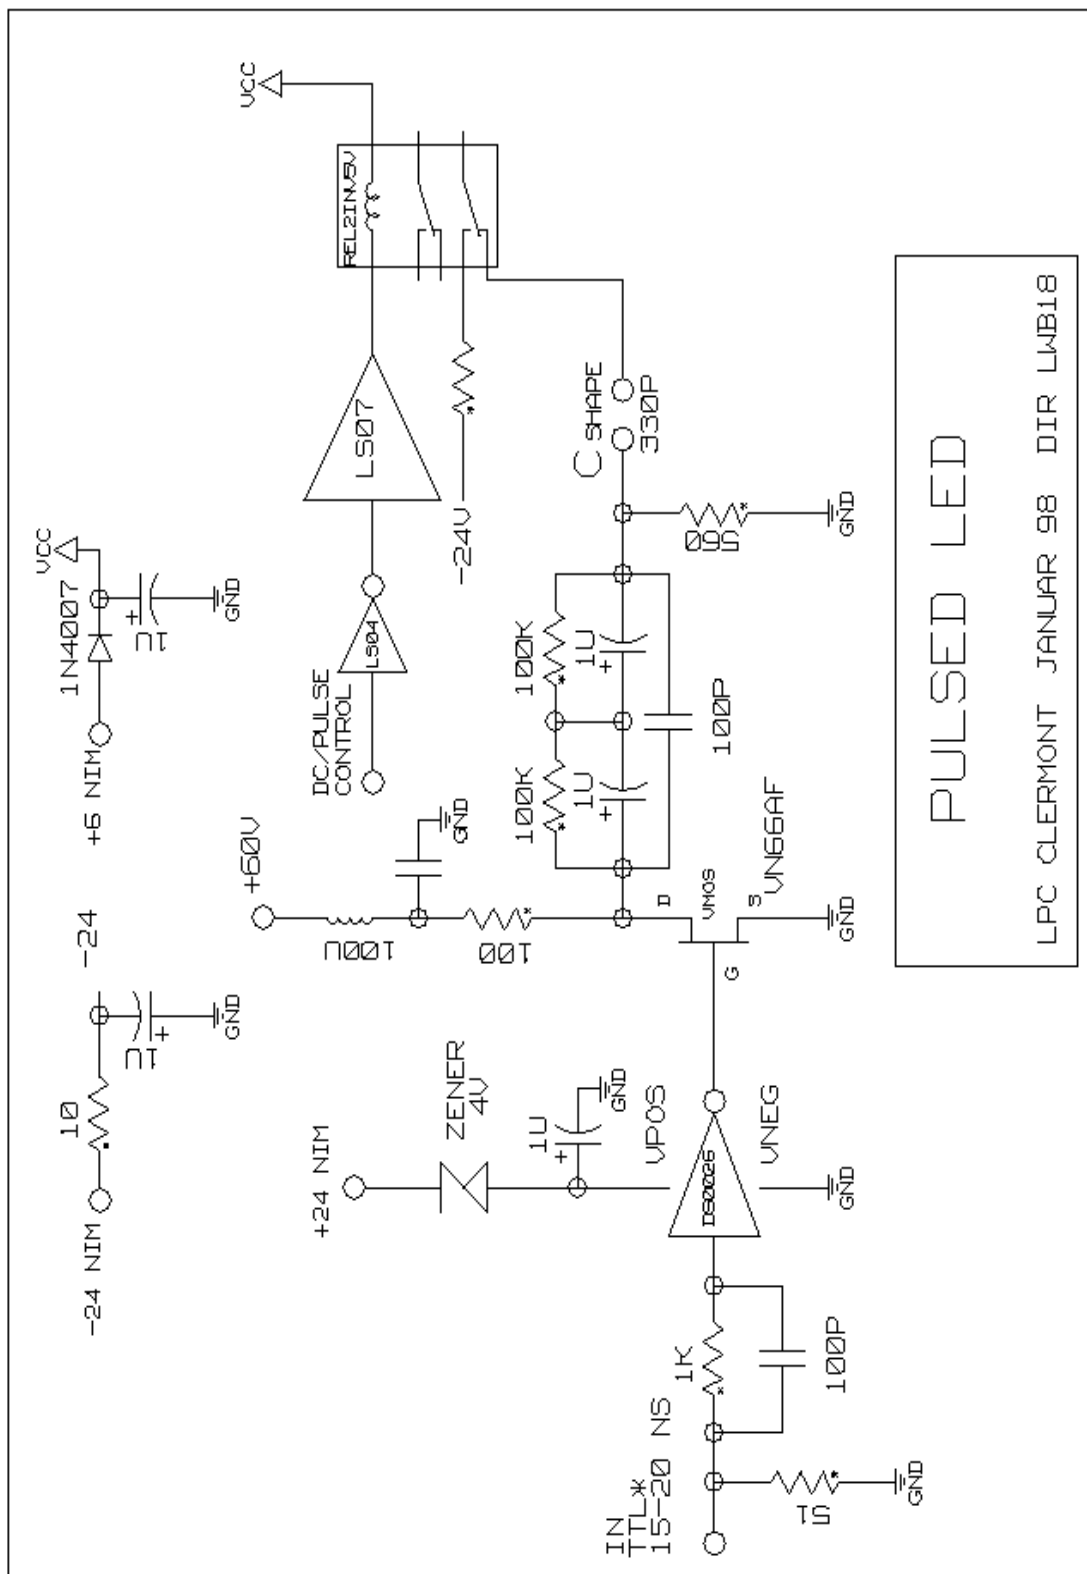 -24 NIM
10
-24
1U
GND
+6 NIM
1N4007
VCC
1U
GND
VCC
REL2INV5V
LS07
LS04
DC/PULSE
CONTROL
-24V
+60V
100U
GND
100
100K
100K
1U
1U
100P
C SHAPE
330P
560
GND
+24 NIM
ZENER
4V
1U
GND
VPOS
VNEG
DS0026
GND
D
VMOS
S
G
VN66AF
GND
IN
TTL*
15-20 NS
1K
100P
51
GND
PULSED LED
LPC CLERMONT JANUAR 98 DIR LWB18